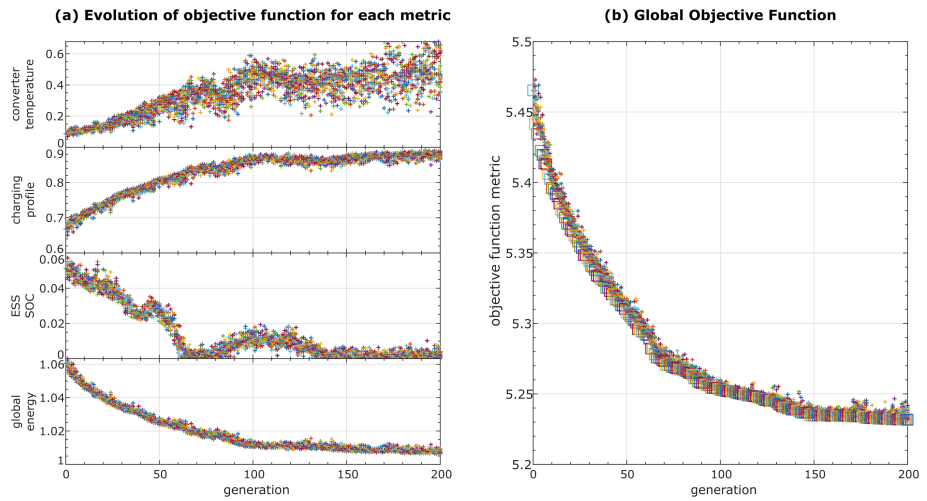 (a) Evolution of objective function for each metric
converter
temperature
0.6
0.4
0.2
0
charging
profile
0.9
0.8
0.7
0.6
ESS
SOC
0.06
0.04
0.02
0
global
energy
1.06
1.04
1.02
1
0 50 100 150 200
generation
(b) Global Objective Function
objective function metric
5.5
5.45
5.4
5.35
5.3
5.25
5.2
0 50 100 150 200
generation